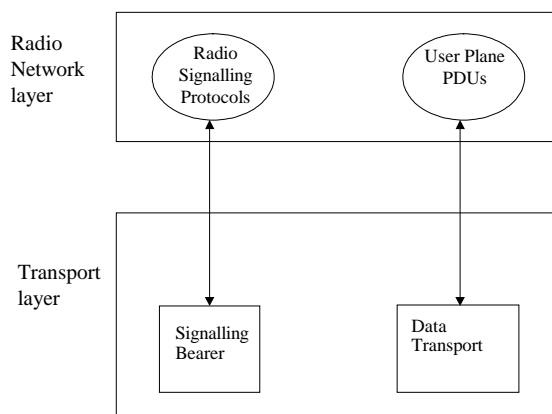 Radio
Network
layer
Radio
Signalling
Protocols
User Plane
PDUs
Transport
layer
Signalling
Bearer
Data
Transport